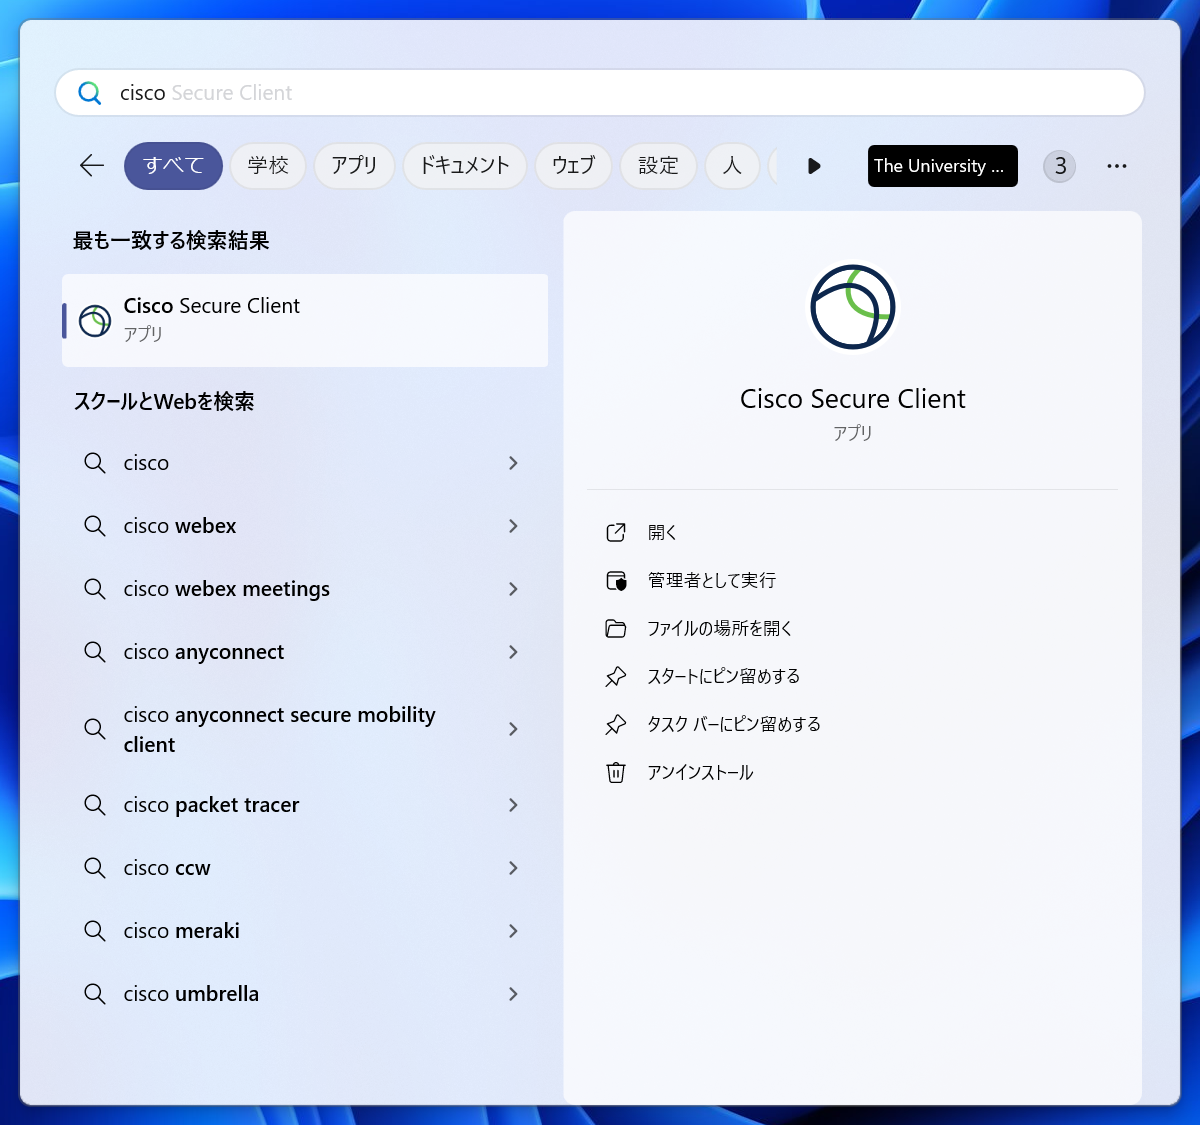 cisco Secure Client
すべて 学校 アプリ ドキュメント ウェブ 設定 人 The University ... 3
最も一致する検索結果
Cisco Secure Client
アプリ
スクールとWebを検索
cisco
cisco webex
cisco webex meetings
cisco anyconnect
cisco anyconnect secure mobility
client
cisco packet tracer
cisco ccw
cisco meraki
cisco umbrella
Cisco Secure Client
アプリ
開く
管理者として実行
ファイルの場所を開く
スタートにピン留めする
タスク バーにピン留めする
アンインストール